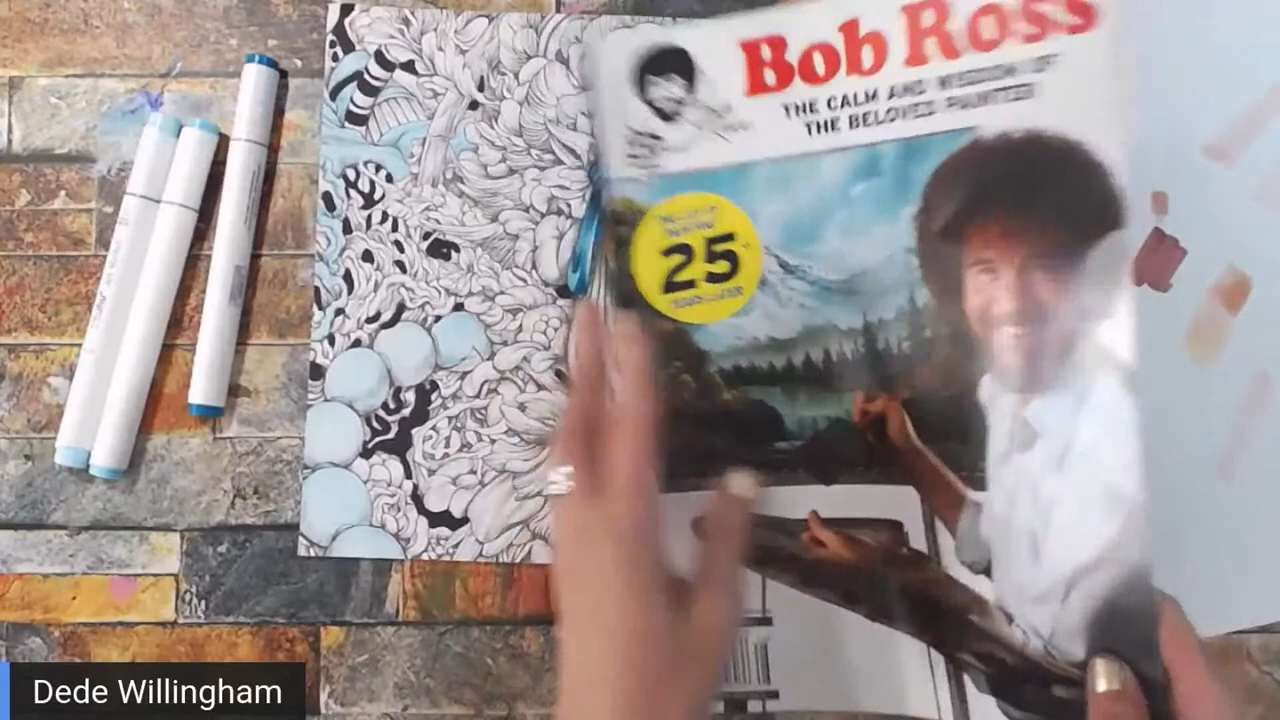 Bob Ross
THE CALM AND WISDOM OF
THE BELOVED PAINTER
25
Dede Willingham